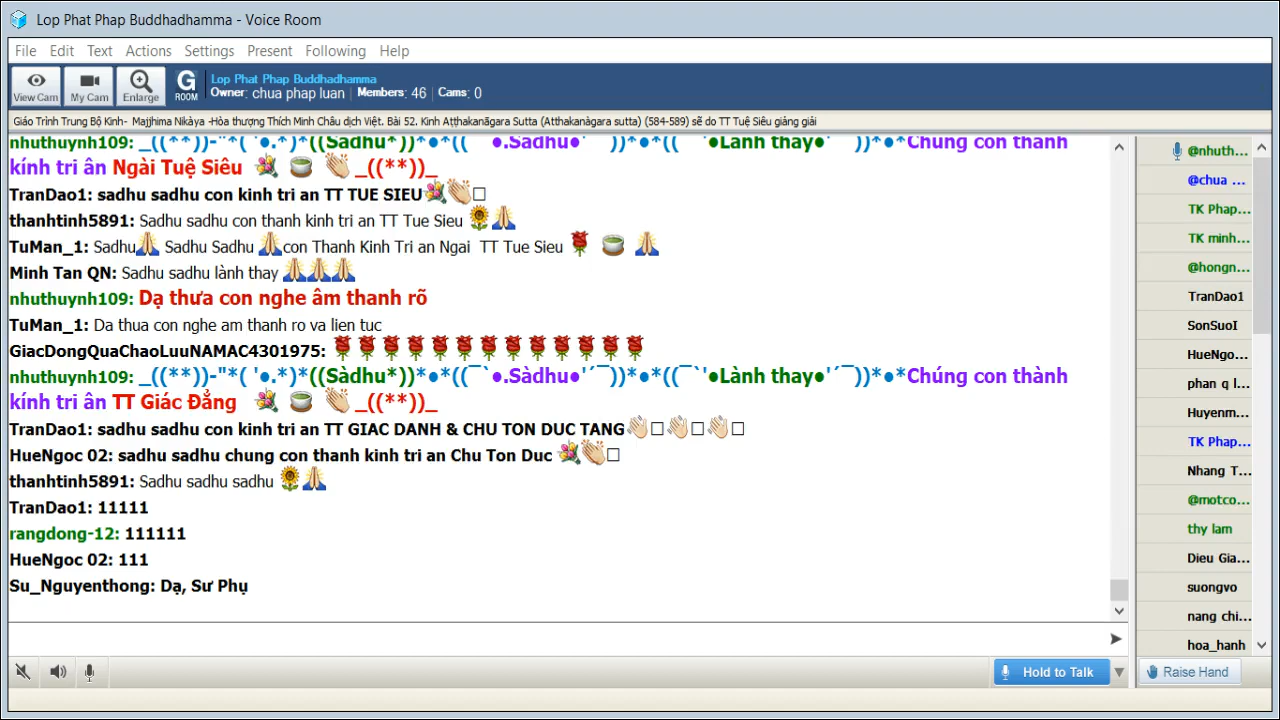 Lop Phat Phap Buddhadhamma - Voice Room
File Edit Text Actions Settings Present Following Help
View Cam My Cam Enlarge G ROOM Lop Phat Phap Buddhadhamma
Owner: chua phap luan | Members: 46 | Cams: 0
Giáo Trình Trung Bộ Kinh- Majjhima Nikàya -Hòa thượng Thích Minh Châu dịch Việt. Bài 52. Kinh Aṭṭhakanāgara Sutta (Atthakanàgara sutta) (584-589) sẽ do TT Tuệ Siêu giảng giải
nhuthuynh109: _((**))-"*( '●.*)*((Sàdhu*))*●*((¯`●.Sàdhu●'´¯))*●*((¯`'●Lành thay●'´¯))*●*Chúng con thành
kính tri ân Ngài Tuệ Siêu 💐 🍵 👏 _((**))_
TranDao1: sadhu sadhu con kinh tri an TT TUE SIEU💐👏□
thanhtinh5891: Sadhu sadhu con thanh kinh tri an TT Tue Sieu 🌻🙏
TuMan_1: Sadhu🙏 Sadhu Sadhu 🙏con Thanh Kinh Tri an Ngai TT Tue Sieu 🌹 🍵 🙏
Minh Tan QN: Sadhu sadhu lành thay 🙏🙏🙏
nhuthuynh109: Dạ thưa con nghe âm thanh rõ
TuMan_1: Da thua con nghe am thanh ro va lien tuc
GiacDongQuaChaoLuuNAMAC4301975: 🌹🌹🌹🌹🌹🌹🌹🌹🌹🌹🌹🌹🌹
nhuthuynh109: _((**))-"*( '●.*)*((Sàdhu*))*●*((¯`●.Sàdhu●'´¯))*●*((¯`'●Lành thay●'´¯))*●*Chúng con thành
kính tri ân TT Giác Đẳng 💐 🍵 👏 _((**))_
TranDao1: sadhu sadhu con kinh tri an TT GIAC DANH & CHU TON DUC TANG👏□👏□👏□
HueNgoc 02: sadhu sadhu chung con thanh kinh tri an Chu Ton Duc 💐👏□
thanhtinh5891: Sadhu sadhu sadhu 🌻🙏
TranDao1: 11111
rangdong-12: 111111
HueNgoc 02: 111
Su_Nguyenthong: Dạ, Sư Phụ
@nhuth...
@chua ...
TK Phap...
TK minh...
@hongn...
TranDao1
SonSuoI
HueNgo...
phan q l...
Huyenm...
TK Phap...
Nhang T...
@motco...
thy lam
Dieu Gia...
suongvo
nang chi...
hoa_hanh
Hold to Talk
Raise Hand